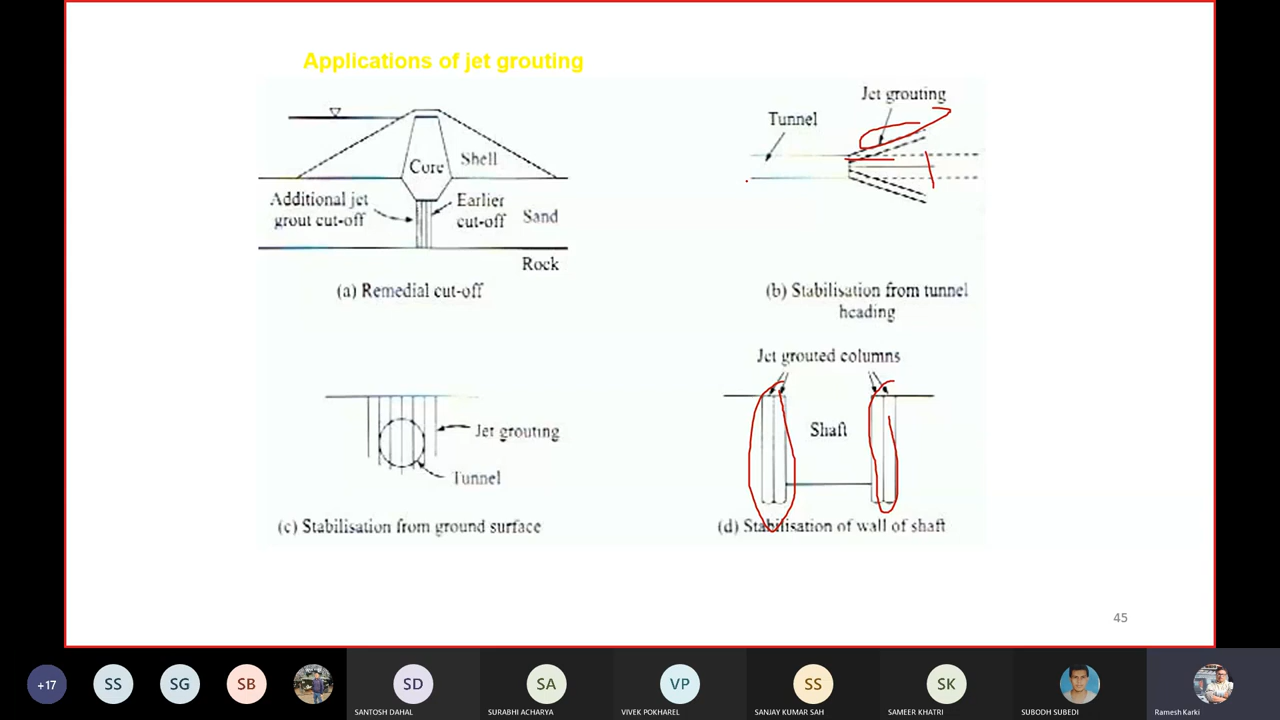 Applications of jet grouting
Core
Shell
Additional jet
grout cut-off
Earlier
cut-off
Sand
Rock
(a) Remedial cut-off
Jet grouting
Tunnel
(b) Stabilisation from tunnel
heading
Jet grouting
Tunnel
(c) Stabilisation from ground surface
Jet grouted columns
Shaft
(d) Stabilisation of wall of shaft
45
+17
SS
SG
SB
SD
SANTOSH DAHAL
SA
SURABHI ACHARYA
VP
VIVEK POKHAREL
SS
SANJAY KUMAR SAH
SK
SAMEER KHATRI
SUBODH SUBEDI
Ramesh Karki